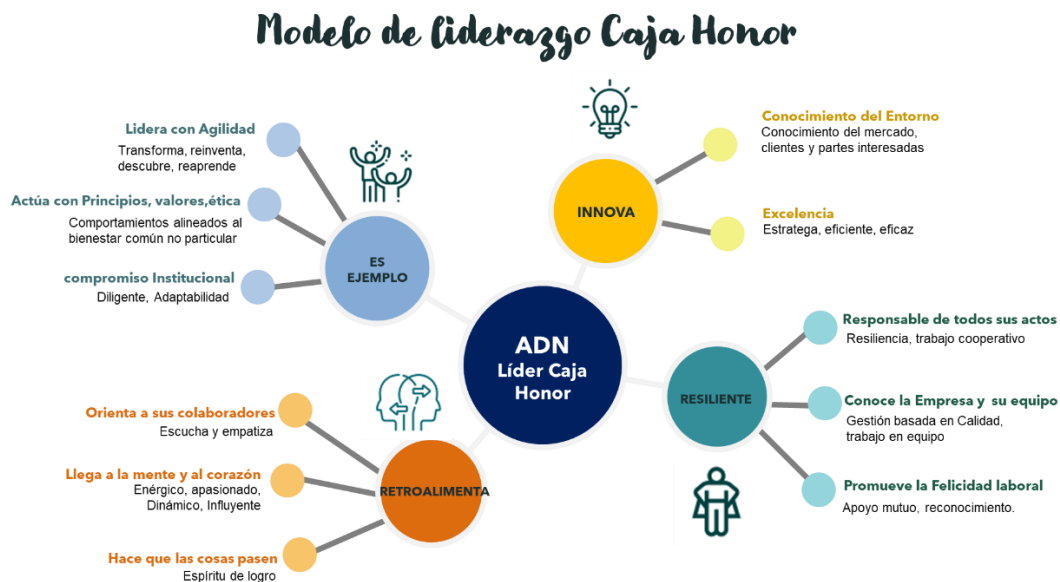 Modelo de liderazgo Caja Honor
Lidera con Agilidad
Transforma, reinventa,
descubre, reaprende
Actúa con Principios, valores,ética
Comportamientos alineados al
bienestar común no particular
compromiso Institucional
Diligente, Adaptabilidad
ES
EJEMPLO
INNOVA
Conocimiento del Entorno
Conocimiento del mercado,
clientes y partes interesadas
Excelencia
Estratega, eficiente, eficaz
ADN
Líder Caja
Honor
RESILIENTE
Responsable de todos sus actos
Resiliencia, trabajo cooperativo
Conoce la Empresa y su equipo
Gestión basada en Calidad,
trabajo en equipo
Promueve la Felicidad laboral
Apoyo mutuo, reconocimiento.
RETROALIMENTA
Orienta a sus colaboradores
Escucha y empatiza
Llega a la mente y al corazón
Enérgico, apasionado,
Dinámico, Influyente
Hace que las cosas pasen
Espíritu de logro